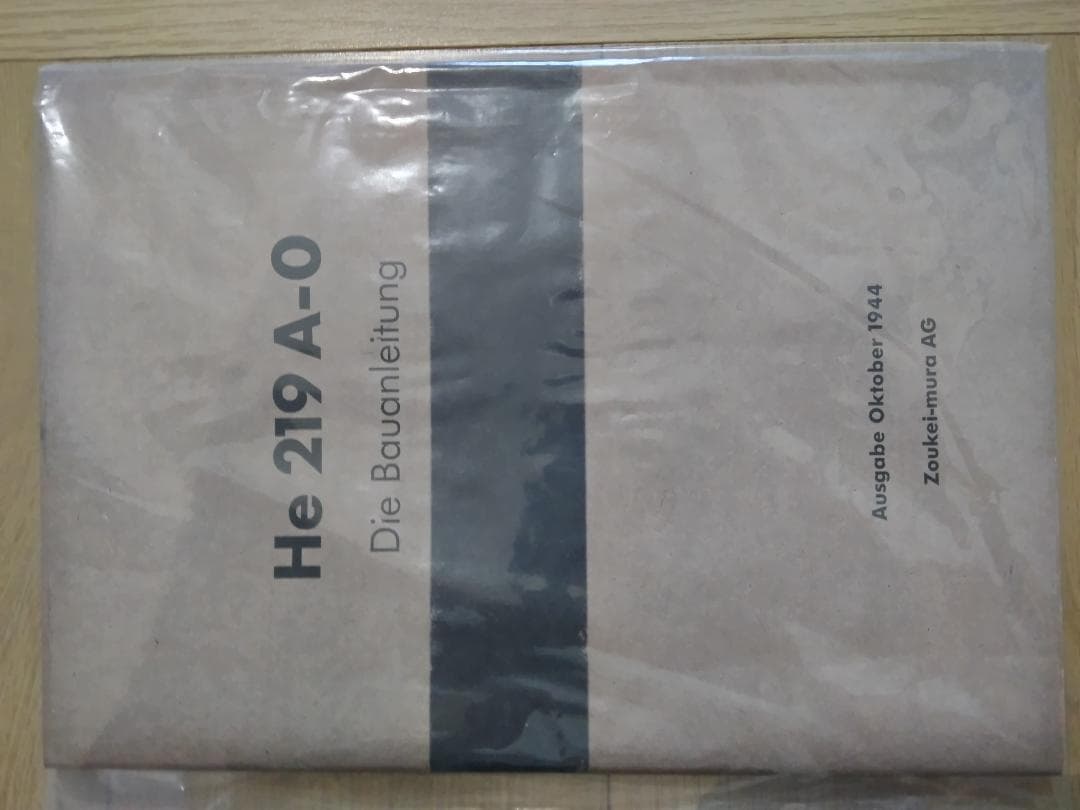 He 219 A-0
Die Bauanleitung
Ausgabe Oktober 1944
Zoukei-mura AG